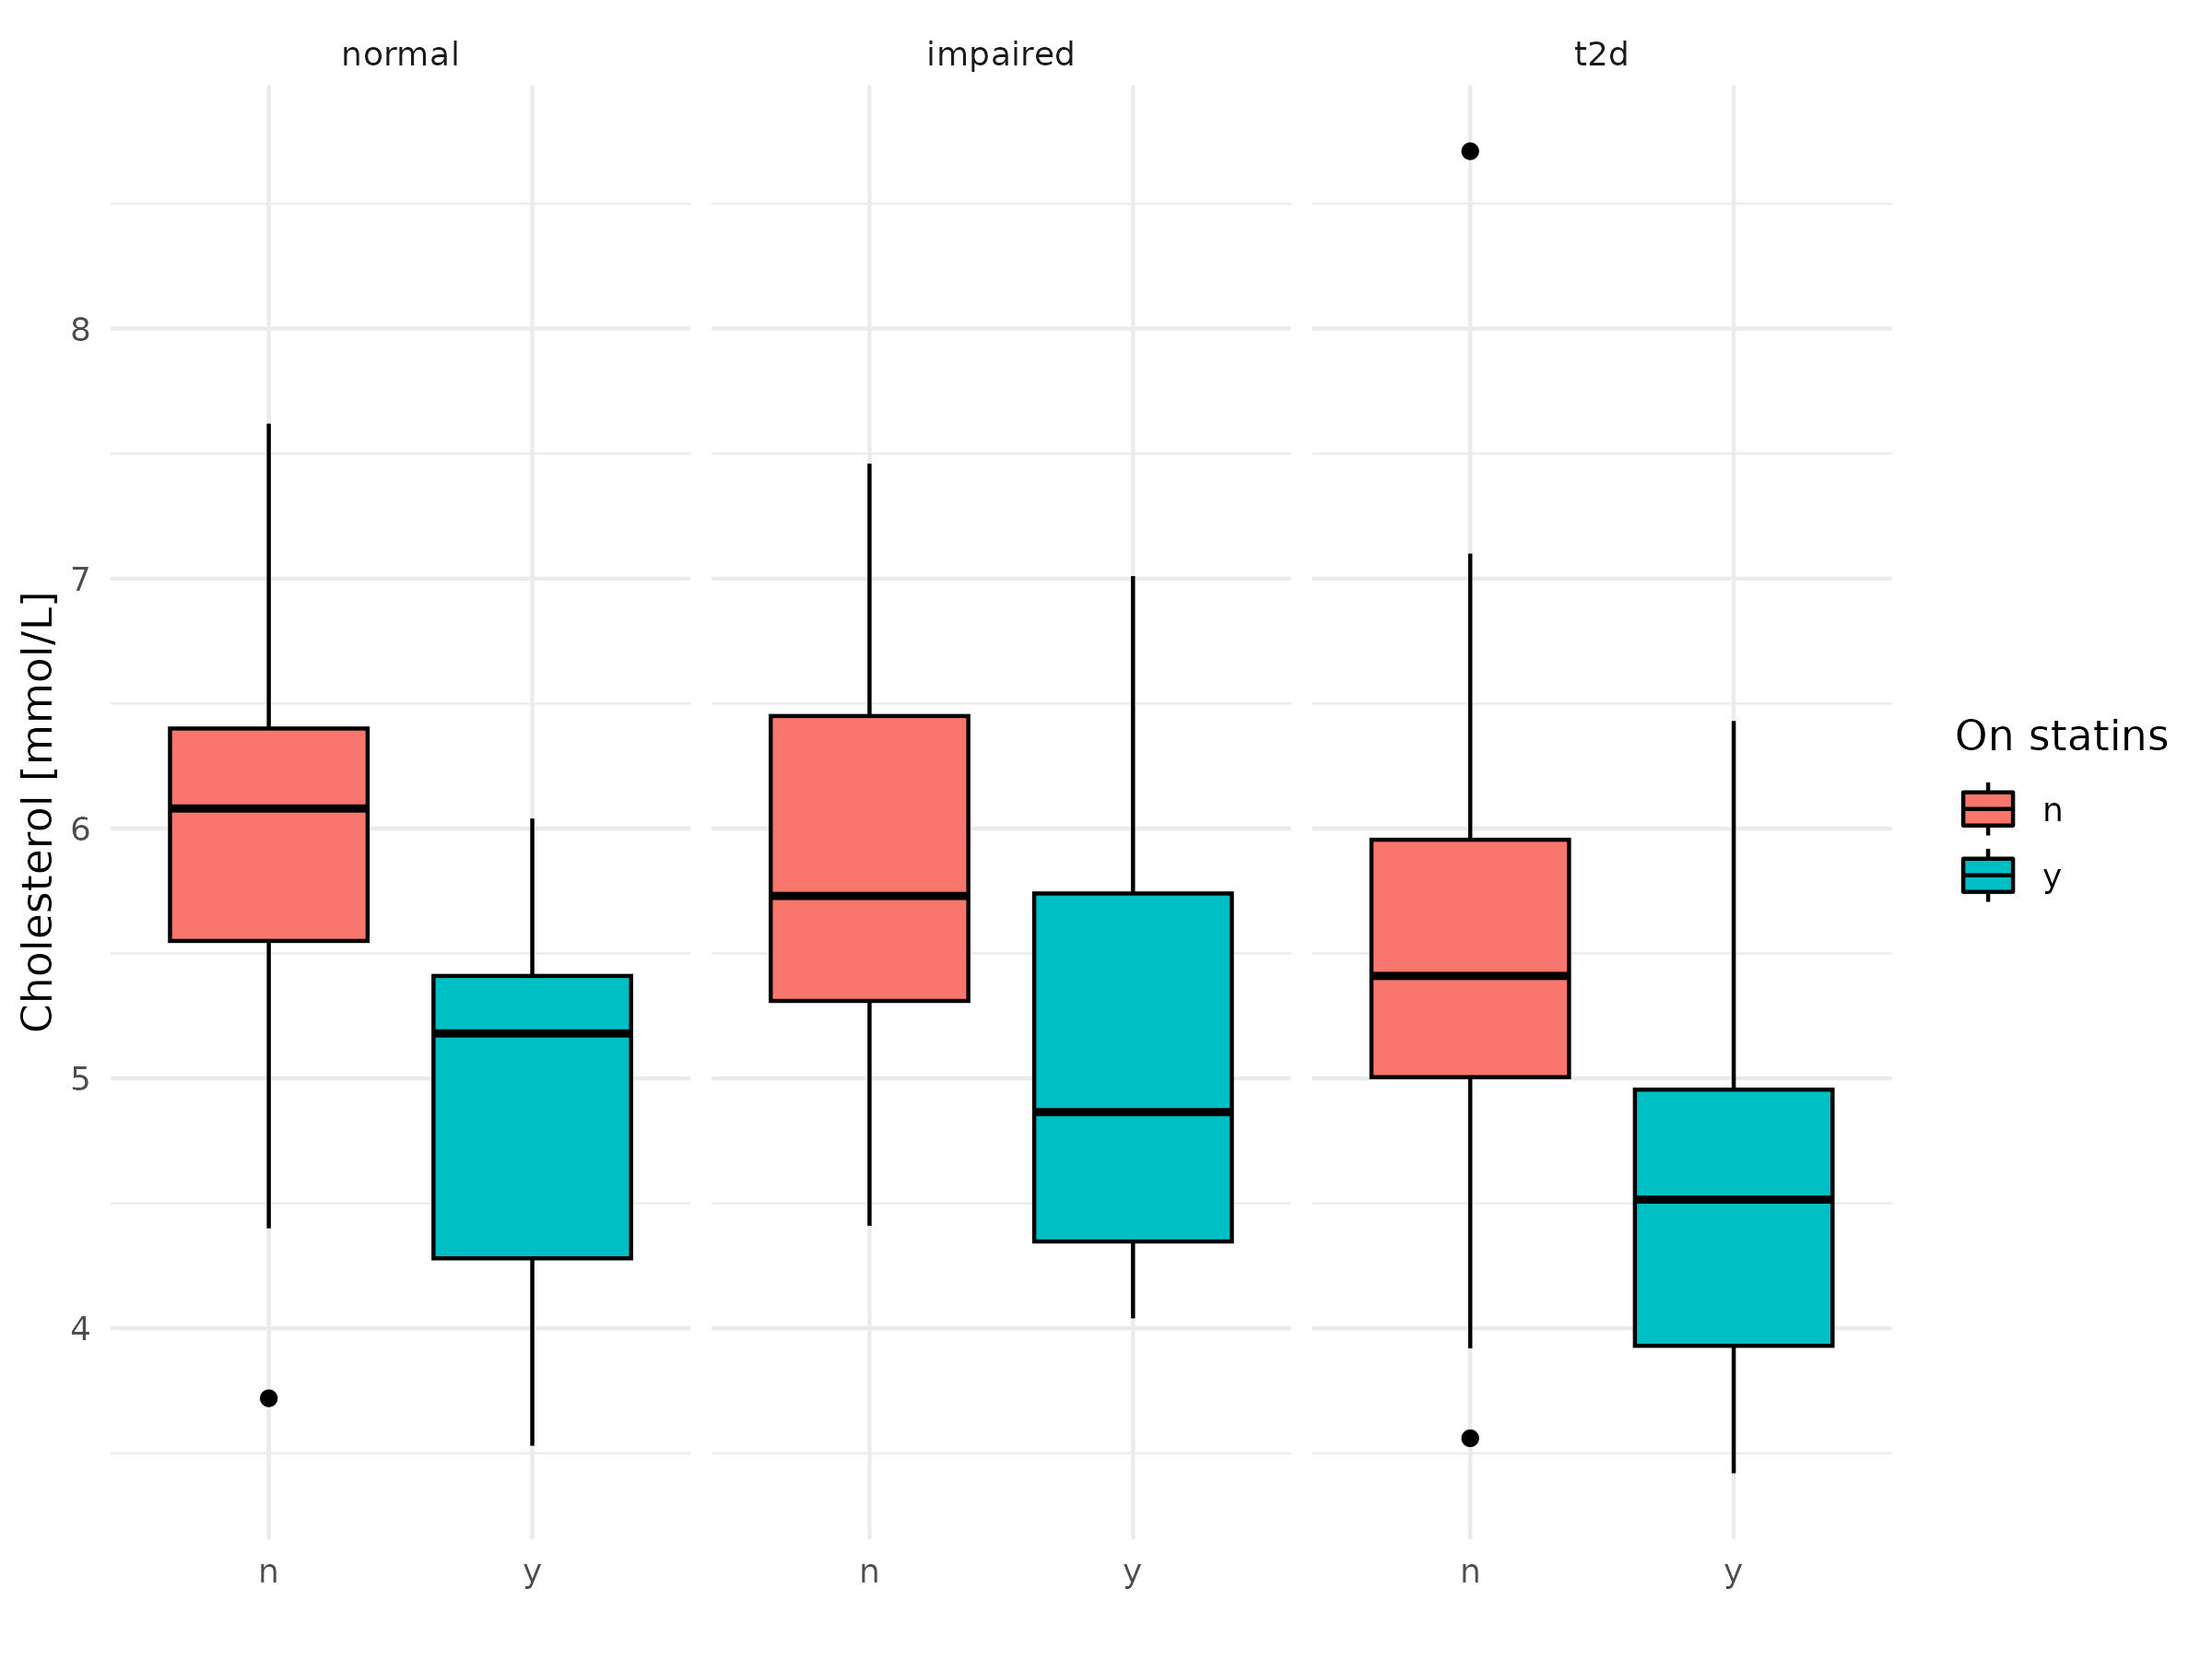 normal impaired t2d
8
7
6
5
4
Cholesterol [mmol/L]
n y n y n y
On statins
n
y